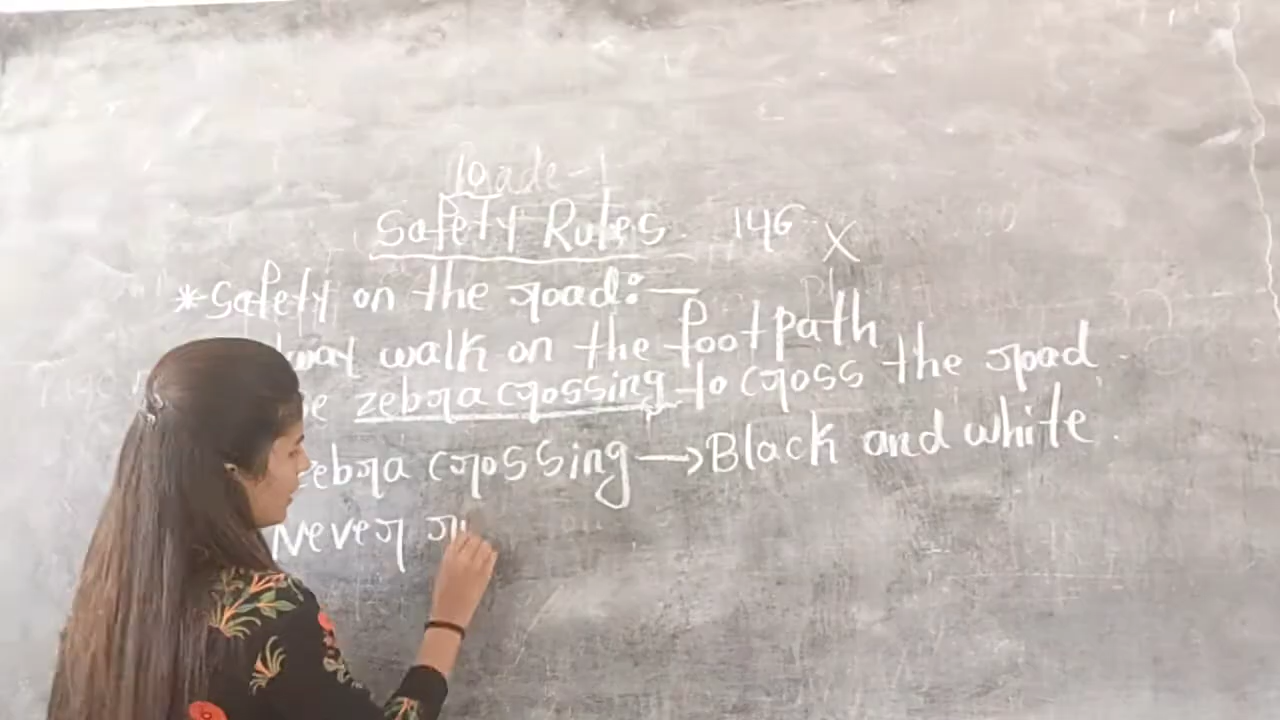 Grade-1
Safety Rules. 146 X
*Safety on the road:—
walk on the footpath
zebra crossing to cross the road
zebra crossing → Black and white.
Never